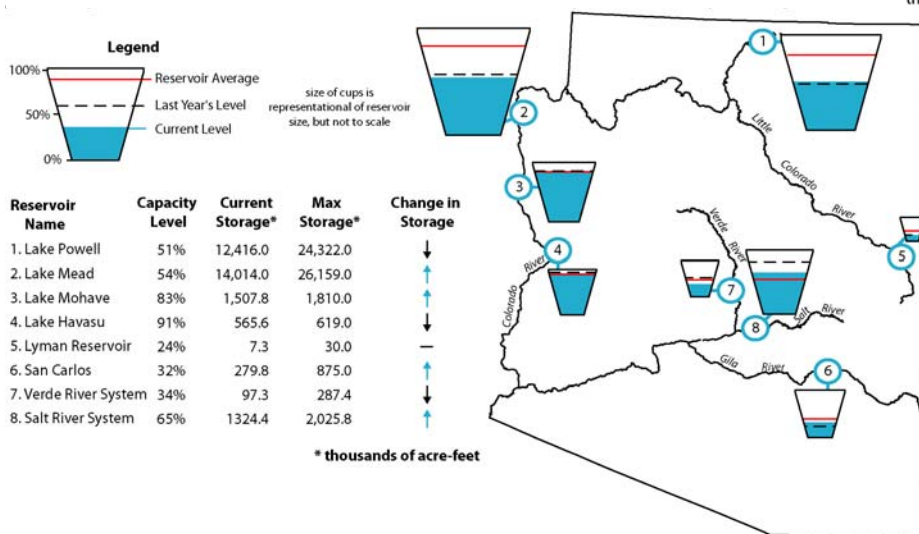 Legend
100%
50%
0%
Reservoir Average
Last Year's Level
Current Level
size of cups is
representational of reservoir
size, but not to scale
Reservoir Name Capacity Level Current Storage* Max Storage* Change in Storage
1. Lake Powell 51% 12,416.0 24,322.0
2. Lake Mead 54% 14,014.0 26,159.0
3. Lake Mohave 83% 1,507.8 1,810.0
4. Lake Havasu 91% 565.6 619.0
5. Lyman Reservoir 24% 7.3 30.0 –
6. San Carlos 32% 279.8 875.0
7. Verde River System 34% 97.3 287.4
8. Salt River System 65% 1324.4 2,025.8
* thousands of acre-feet
1
2
3
4
5
6
7
8
Little Colorado River
Verde River
Colorado River
Salt River
Gila River